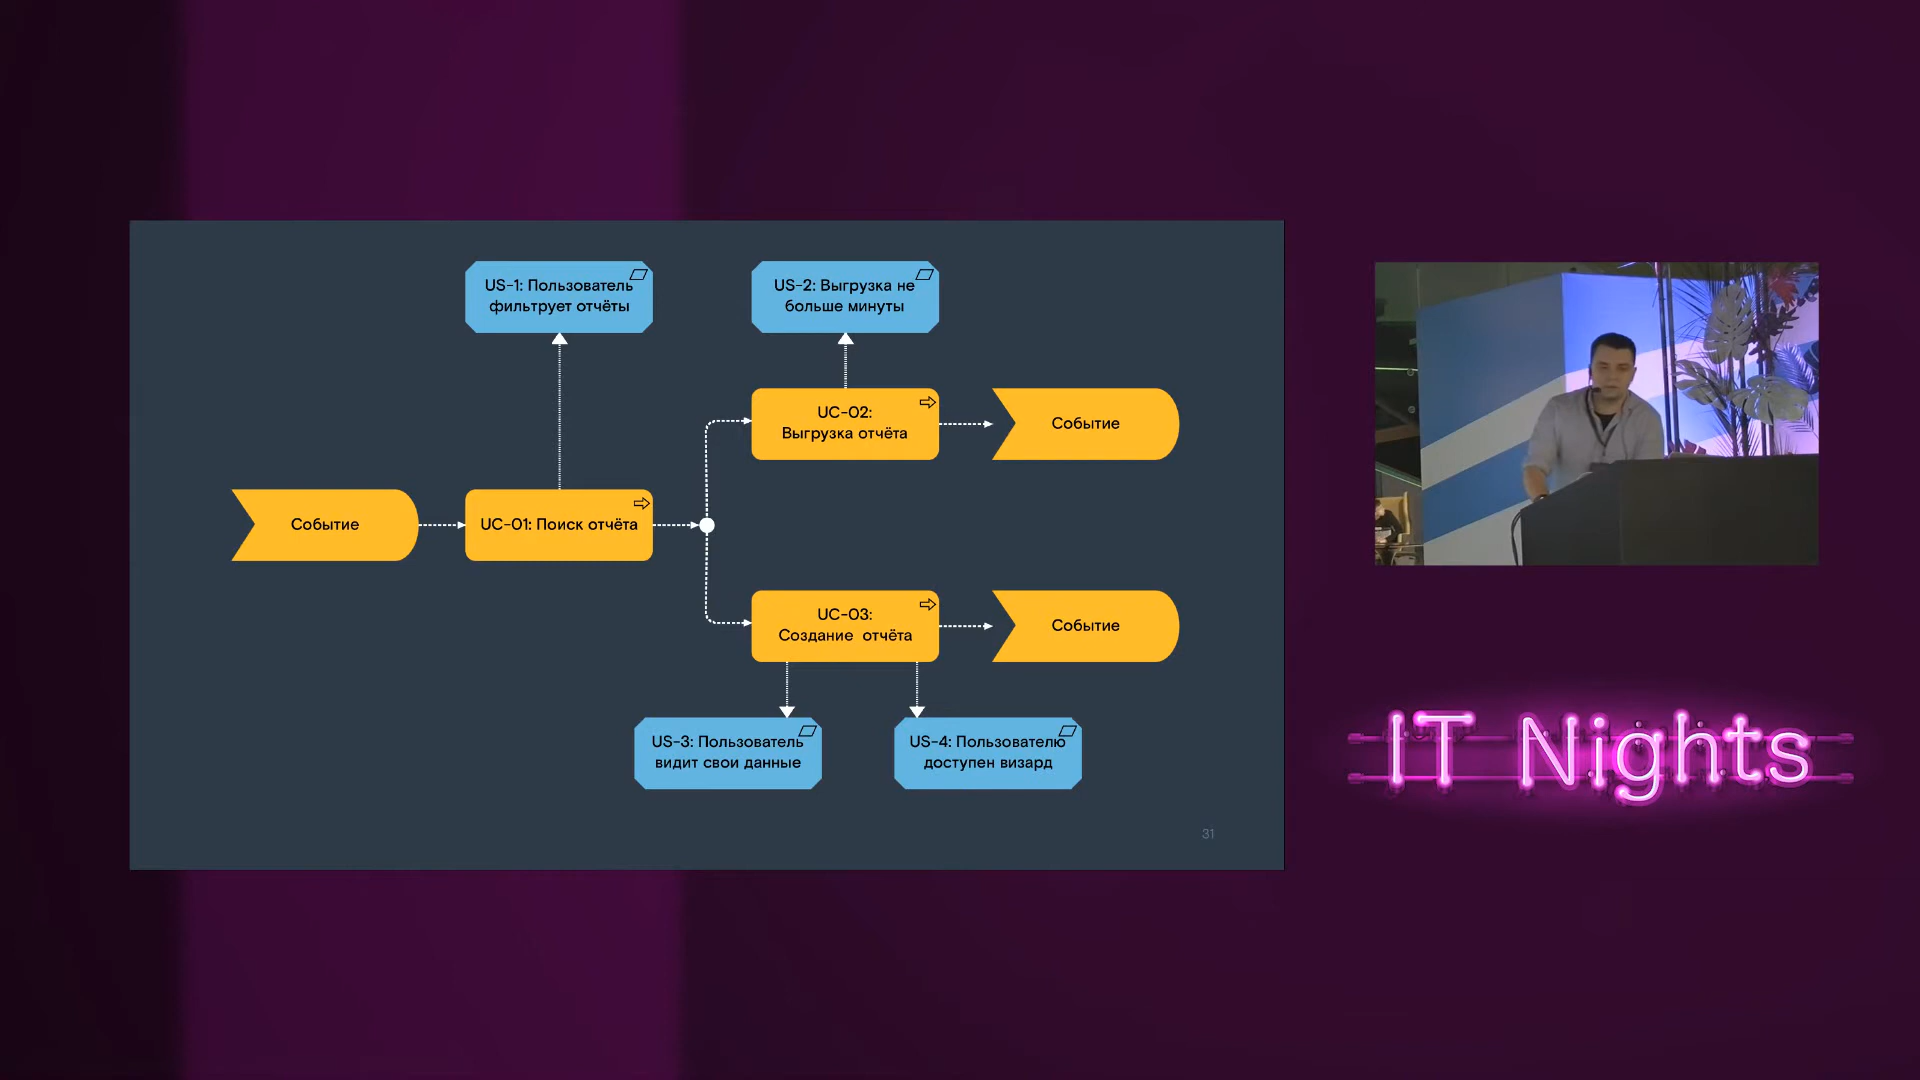 US-1: Пользователь
фильтрует отчёты
US-2: Выгрузка не
больше минуты
UC-02:
Выгрузка отчёта
Событие
Событие
UC-01: Поиск отчёта
UC-03:
Создание отчёта
Событие
US-3: Пользователь
видит свои данные
US-4: Пользователю
доступен визард
31
IT Nights